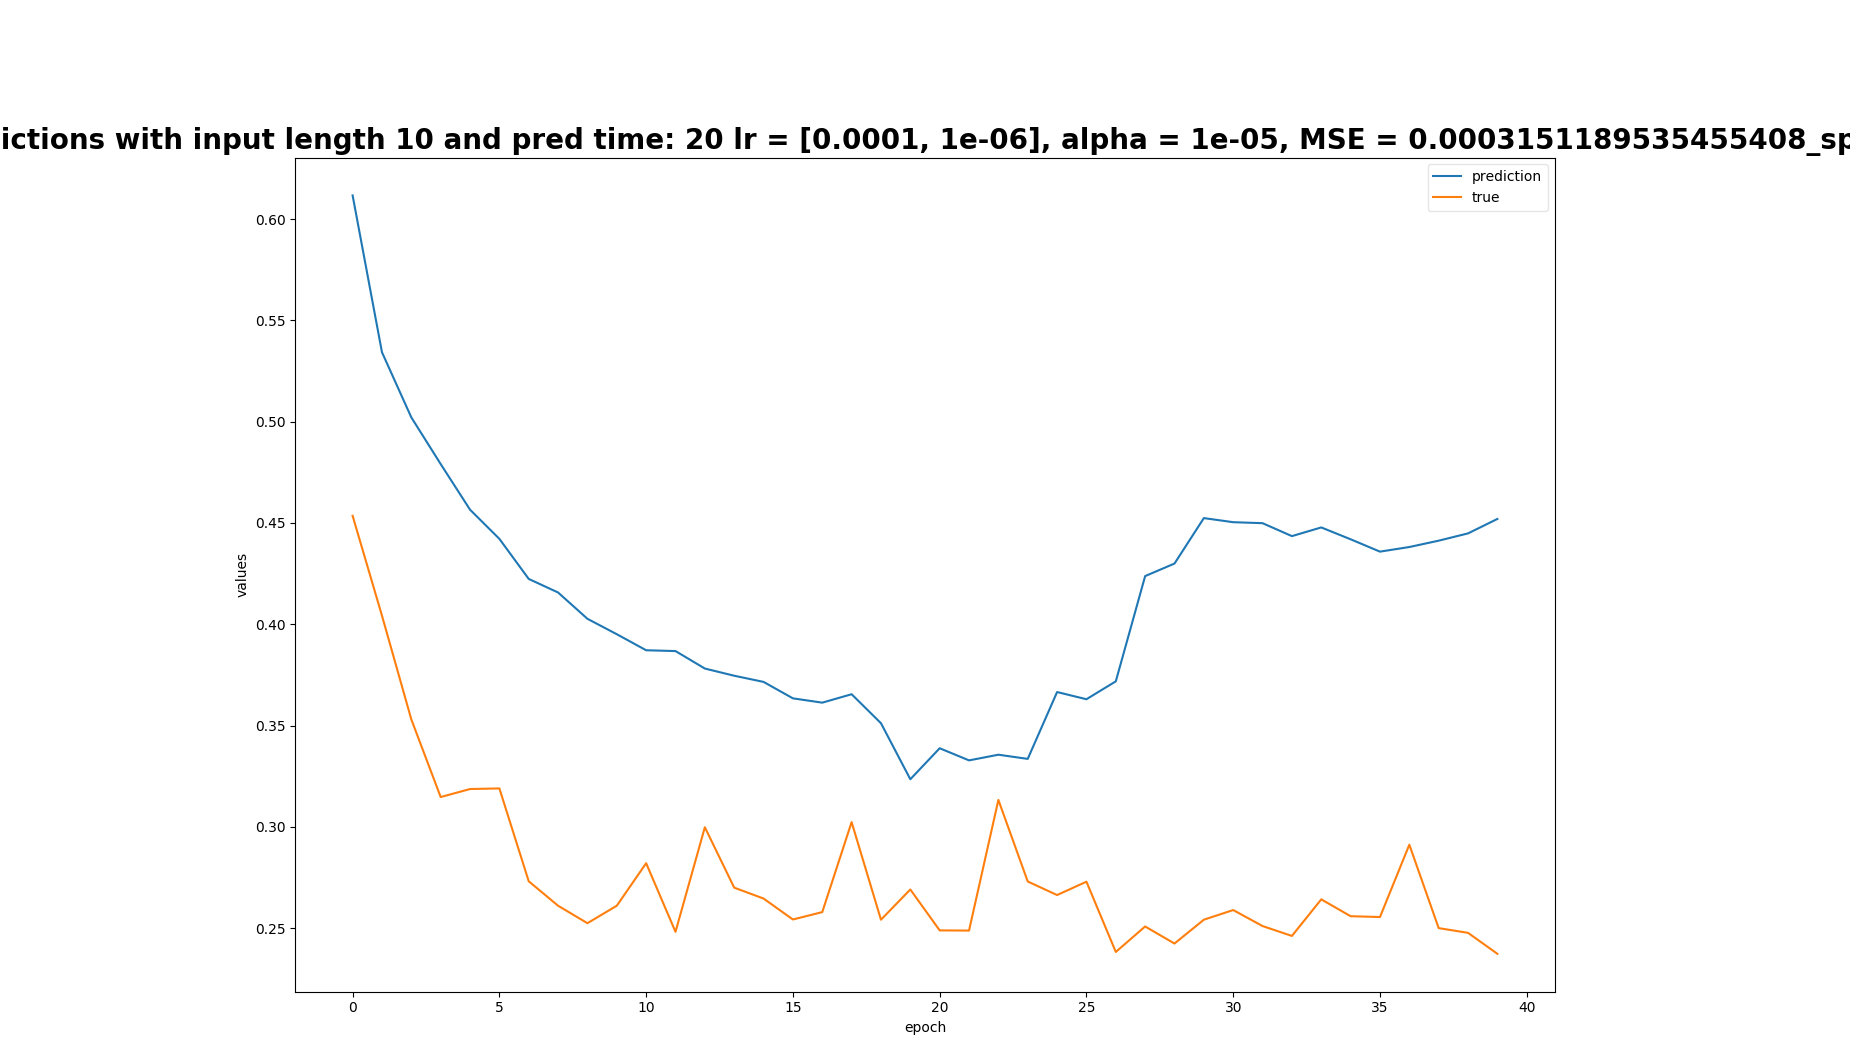 ictions with input length 10 and pred time: 20 lr = [0.0001, 1e-06], alpha = 1e-05, MSE = 0.0003151189535455408_sp
prediction
true
0.60
0.55
0.50
0.45
0.40
0.35
0.30
0.25
values
0 5 10 15 20 25 30 35 40
epoch